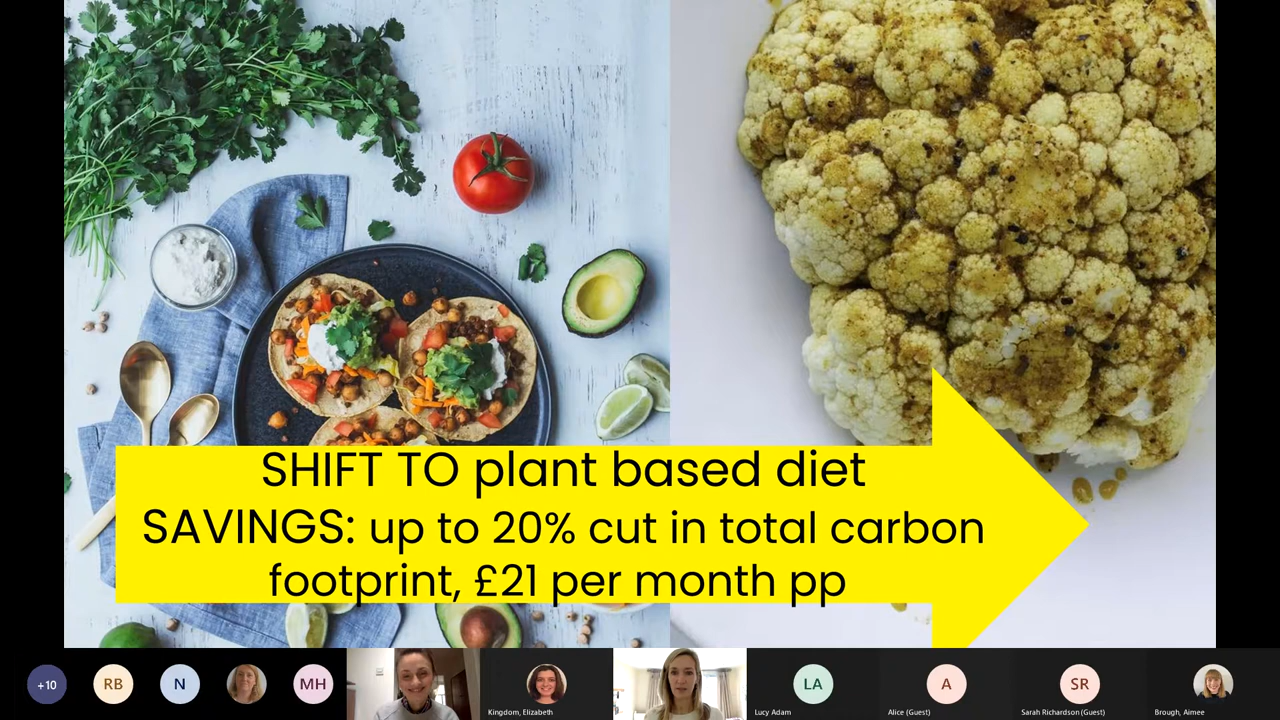 SHIFT TO plant based diet
SAVINGS: up to 20% cut in total carbon
footprint, £21 per month pp
+10
RB
N
MH
Kingdom, Elizabeth
LA
Lucy Adam
A
Alice (Guest)
SR
Sarah Richardson (Guest)
Brough, Aimee